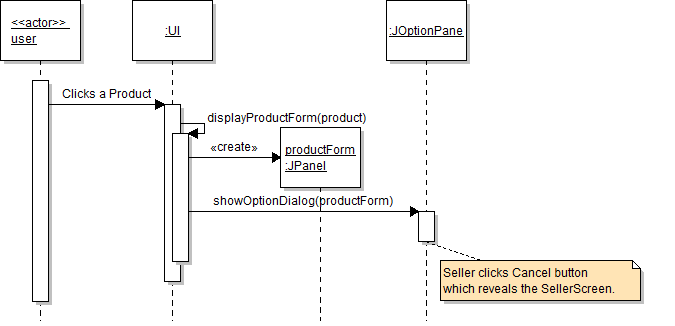 <<actor>>
user
:UI
:JOptionPane
Clicks a Product
displayProductForm(product)
«create»
productForm
:JPanel
showOptionDialog(productForm)
Seller clicks Cancel button
which reveals the SellerScreen.